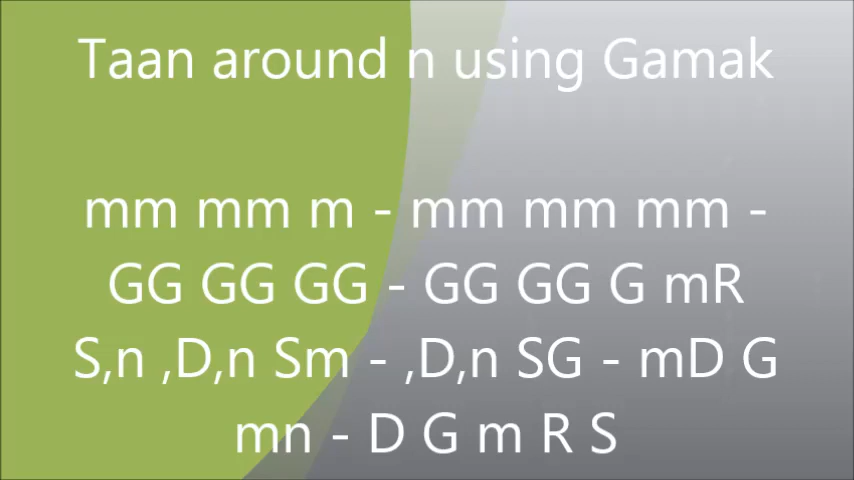 Taan around n using Gamak
mm mm m - mm mm mm -
GG GG GG - GG GG G mR
S,n ,D,n Sm - ,D,n SG - mD G
mn - D G m R S